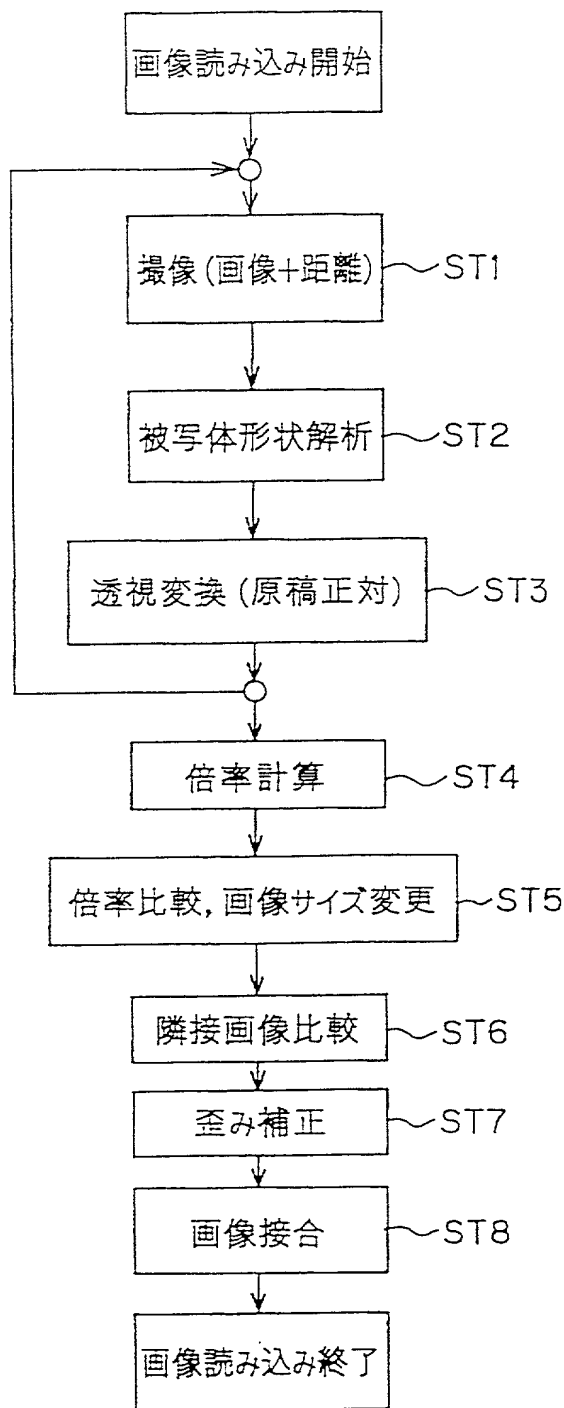 画像読み込み開始
撮像(画像+距離) ST1
被写体形状解析 ST2
透視変換(原稿正対) ST3
倍率計算 ST4
倍率比較,画像サイズ変更 ST5
隣接画像比較 ST6
歪み補正 ST7
画像接合 ST8
画像読み込み終了